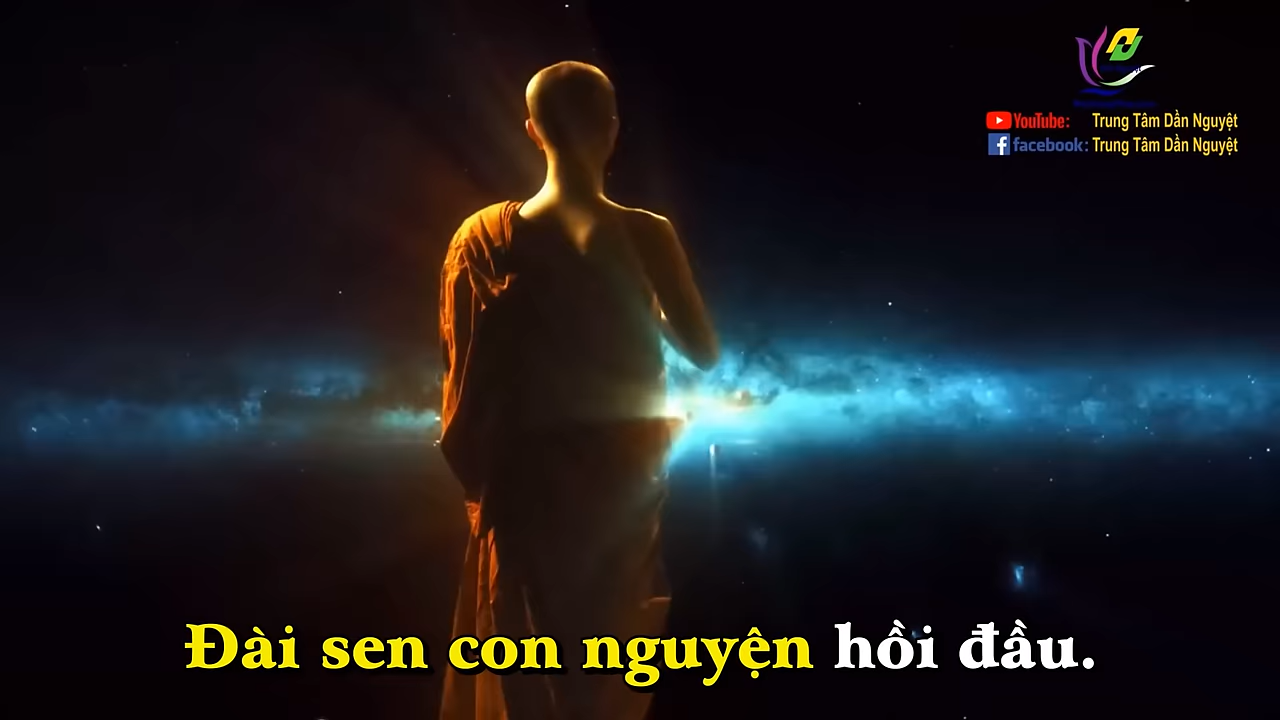 YouTube: Trung Tâm Dần Nguyệt
facebook: Trung Tâm Dần Nguyệt
Đài sen con nguyện hồi đầu.